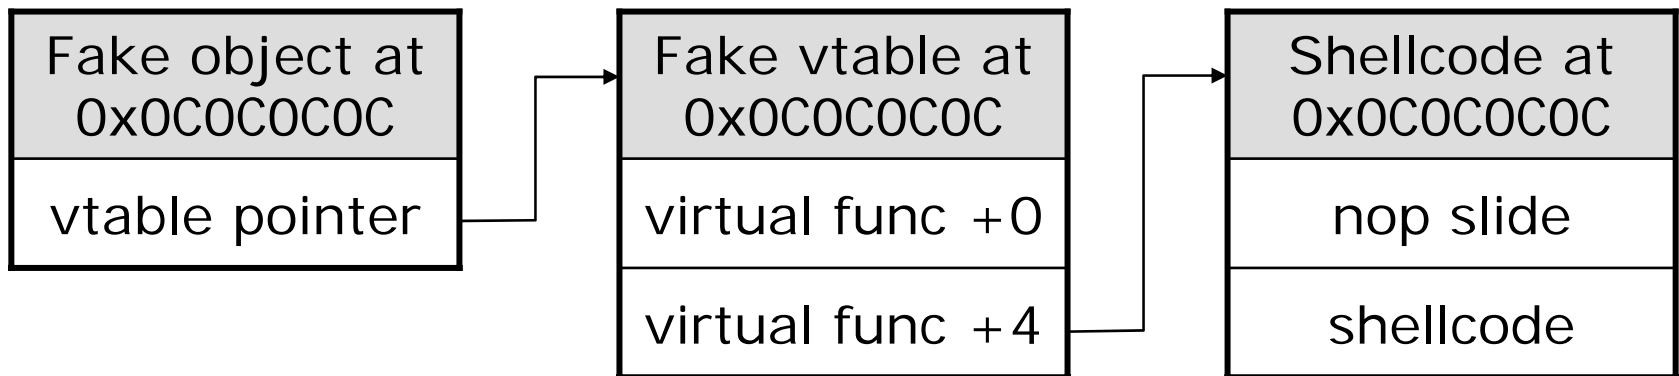 Fake object at
0x0C0C0C0C
vtable pointer
Fake vtable at
0x0C0C0C0C
virtual func +0
virtual func +4
Shellcode at
0x0C0C0C0C
nop slide
shellcode